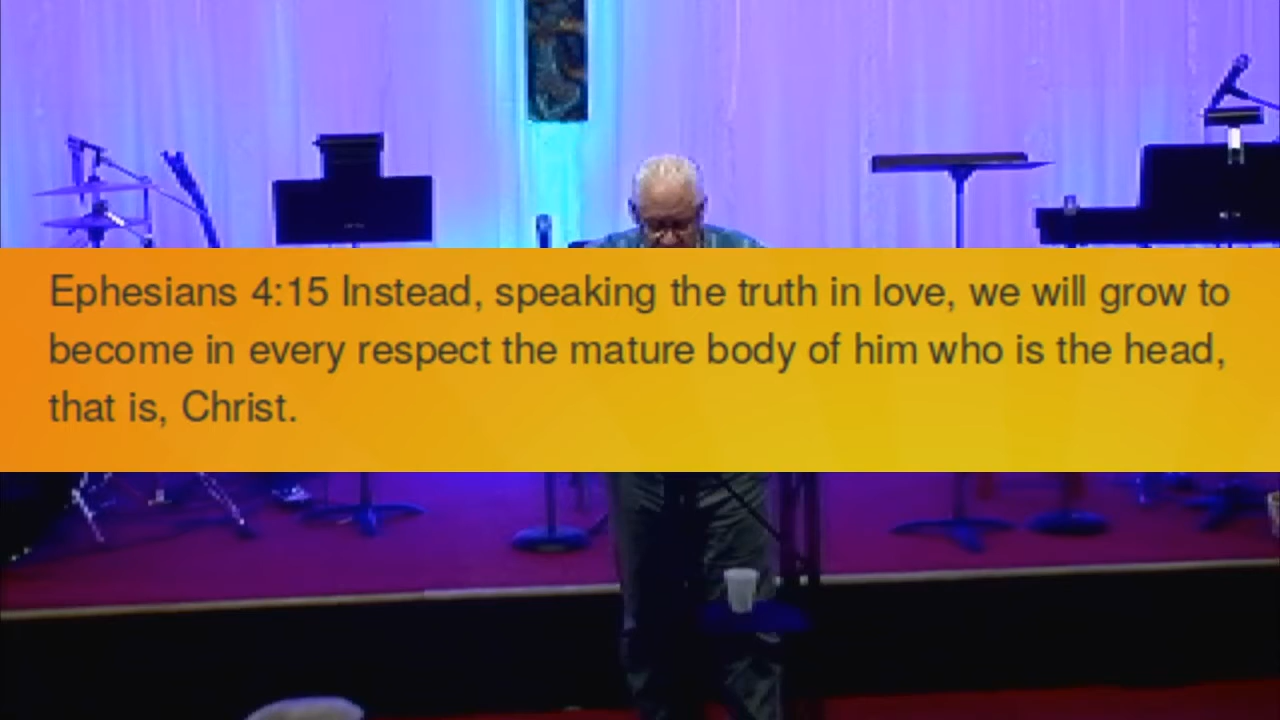 Ephesians 4:15 Instead, speaking the truth in love, we will grow to
become in every respect the mature body of him who is the head,
that is, Christ.